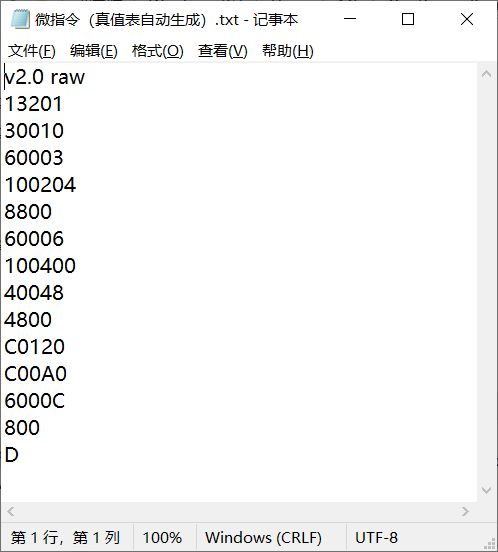 微指令（真值表自动生成）.txt - 记事本
文件(F) 编辑(E) 格式(O) 查看(V) 帮助(H)
v2.0 raw
13201
30010
60003
100204
8800
60006
100400
40048
4800
C0120
C00A0
6000C
800
D
第 1 行，第 1 列 100% Windows (CRLF) UTF-8